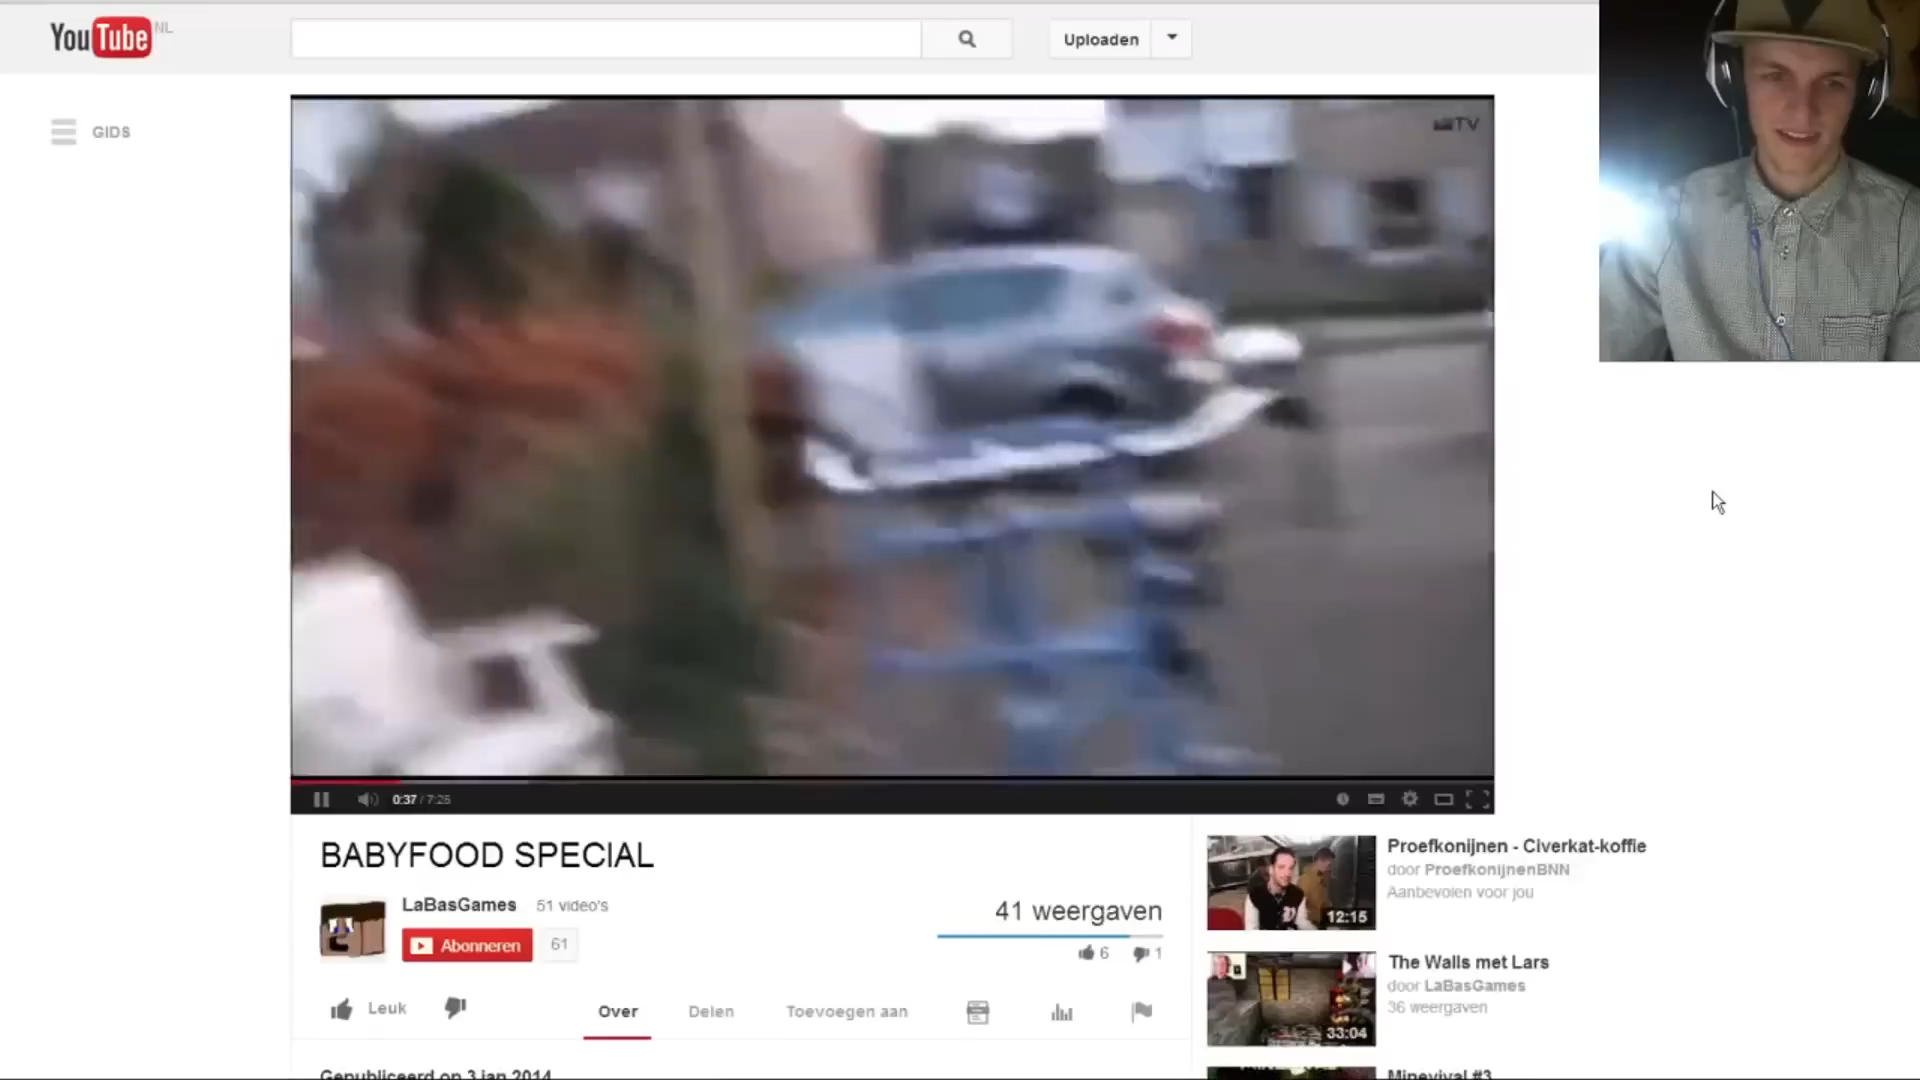 YouTube NL
Uploaden
GIDS
TV
0:37 / 7:25
BABYFOOD SPECIAL
LaBasGames 51 video's
Abonneren 61
41 weergaven
6 1
Leuk
Over Delen Toevoegen aan
Gepubliceerd op 3 jan 2014
Proefkonijnen - Civerkat-koffie
door ProefkonijnenBNN
Aanbevolen voor jou
12:15
The Walls met Lars
door LaBasGames
36 weergaven
33:04
Minevival #3